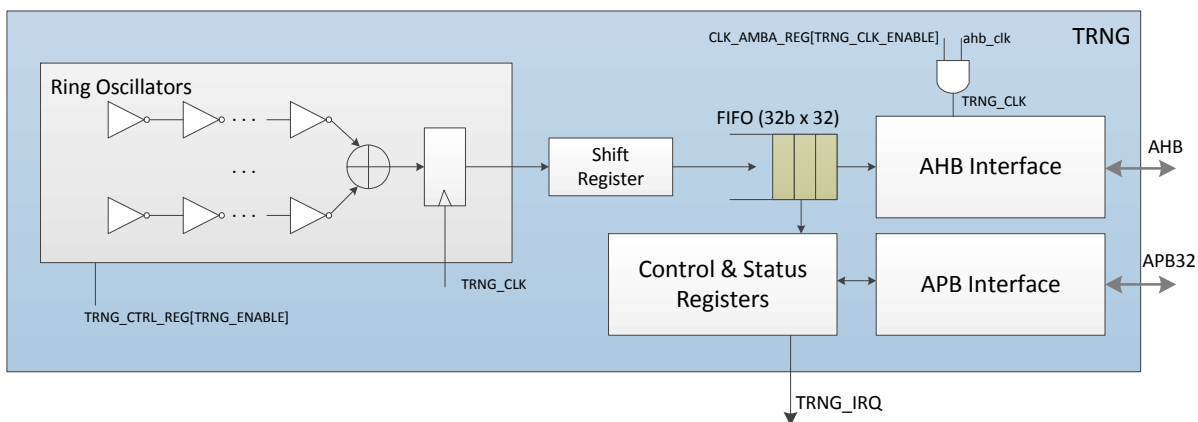 CLK_AMBA_REG[TRNG_CLK_ENABLE]
ahb_clk
TRNG
Ring Oscillators
TRNG_CLK
FIFO (32b x 32)
. . .
. . .
. . .
Shift
Register
AHB Interface
AHB
TRNG_CLK
Control & Status
Registers
APB Interface
APB32
TRNG_CTRL_REG[TRNG_ENABLE]
TRNG_IRQ